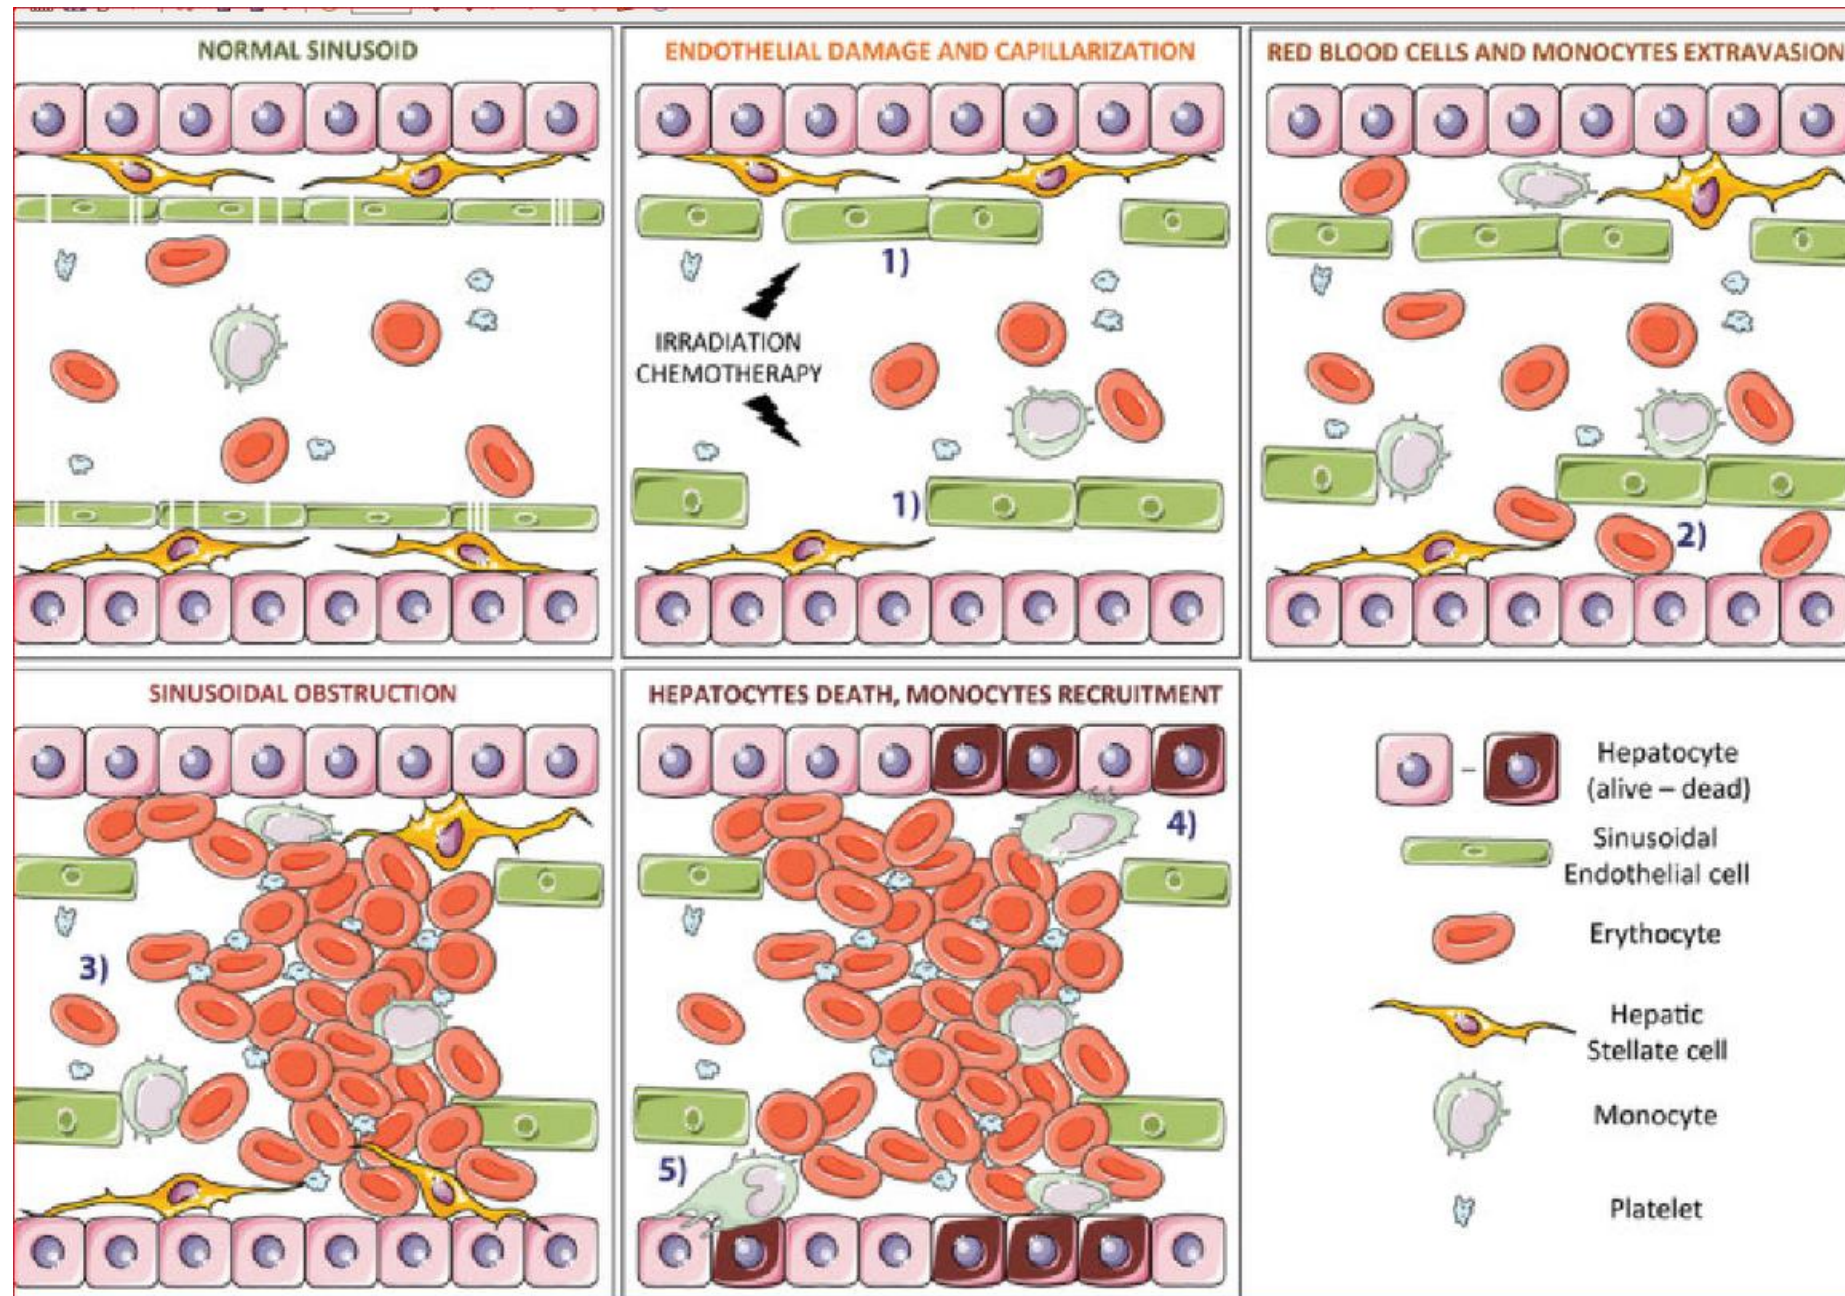 NORMAL SINUSOID
ENDOTHELIAL DAMAGE AND CAPILLARIZATION
1)
IRRADIATION
CHEMOTHERAPY
1)
RED BLOOD CELLS AND MONOCYTES EXTRAVASION
2)
SINUSOIDAL OBSTRUCTION
3)
HEPATOCYTES DEATH, MONOCYTES RECRUITMENT
4)
5)
Hepatocyte
(alive – dead)
Sinusoidal
Endothelial cell
Erythocyte
Hepatic
Stellate cell
Monocyte
Platelet